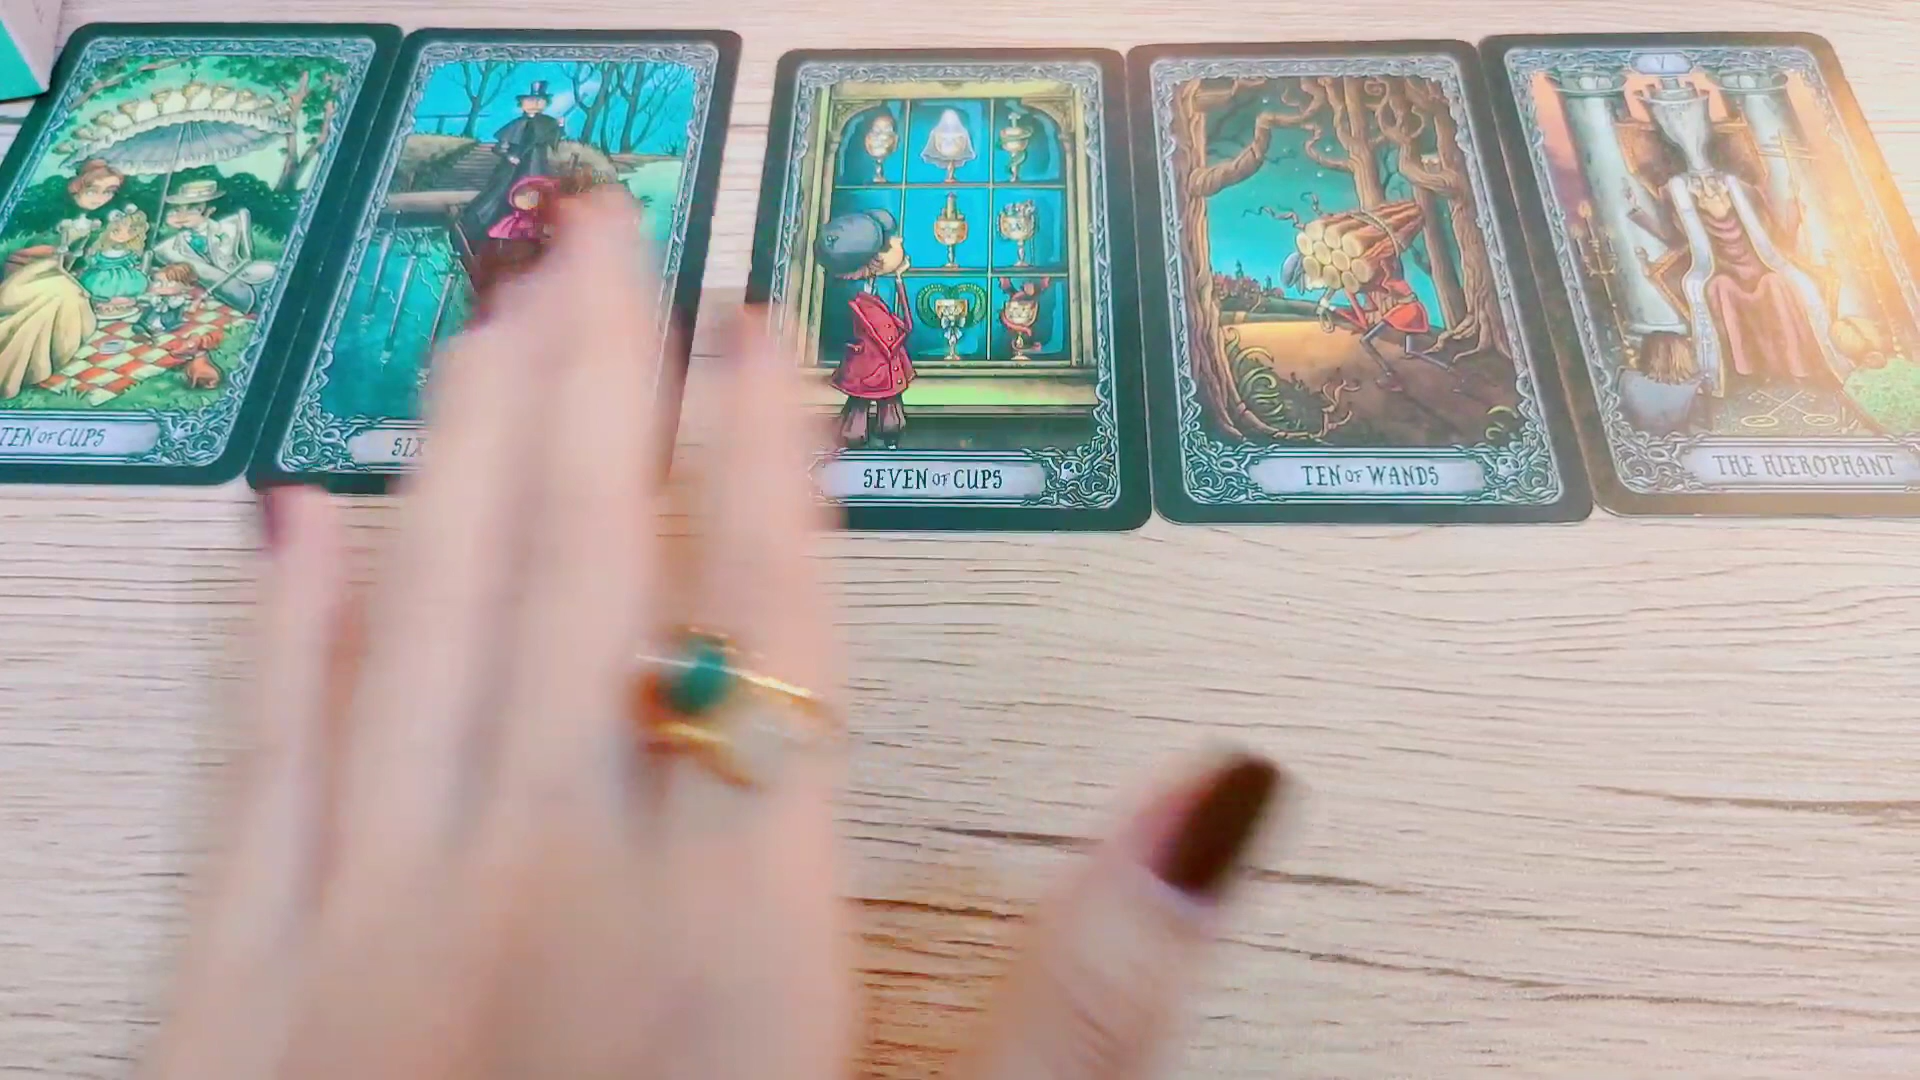 TEN OF CUPS
SIX
SEVEN OF CUPS
TEN OF WANDS
V
THE HIEROPHANT